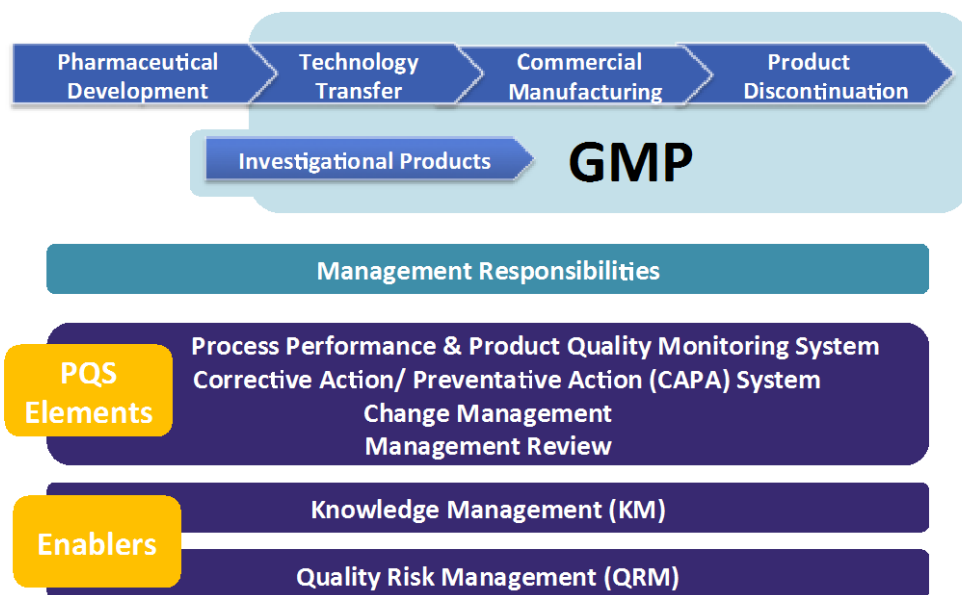 Pharmaceutical
Development
Technology
Transfer
Commercial
Manufacturing
Product
Discontinuation
Investigational Products
GMP
Management Responsibilities
PQS
Elements
Process Performance & Product Quality Monitoring System
Corrective Action/ Preventative Action (CAPA) System
Change Management
Management Review
Enablers
Knowledge Management (KM)
Quality Risk Management (QRM)